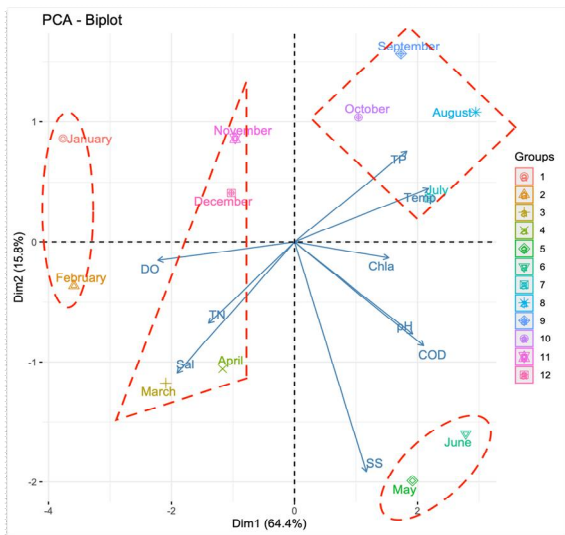 PCA - Biplot
September
October
August
January
November
TP
July
Temp
December
DO
Chla
February
TN
pH
Sal
April
COD
March
SS
June
May
1
0
-1
-2
-4
-2
0
2
Dim1 (64.4%)
Dim2 (15.8%)
Groups
1
2
3
4
5
6
7
8
9
10
11
12